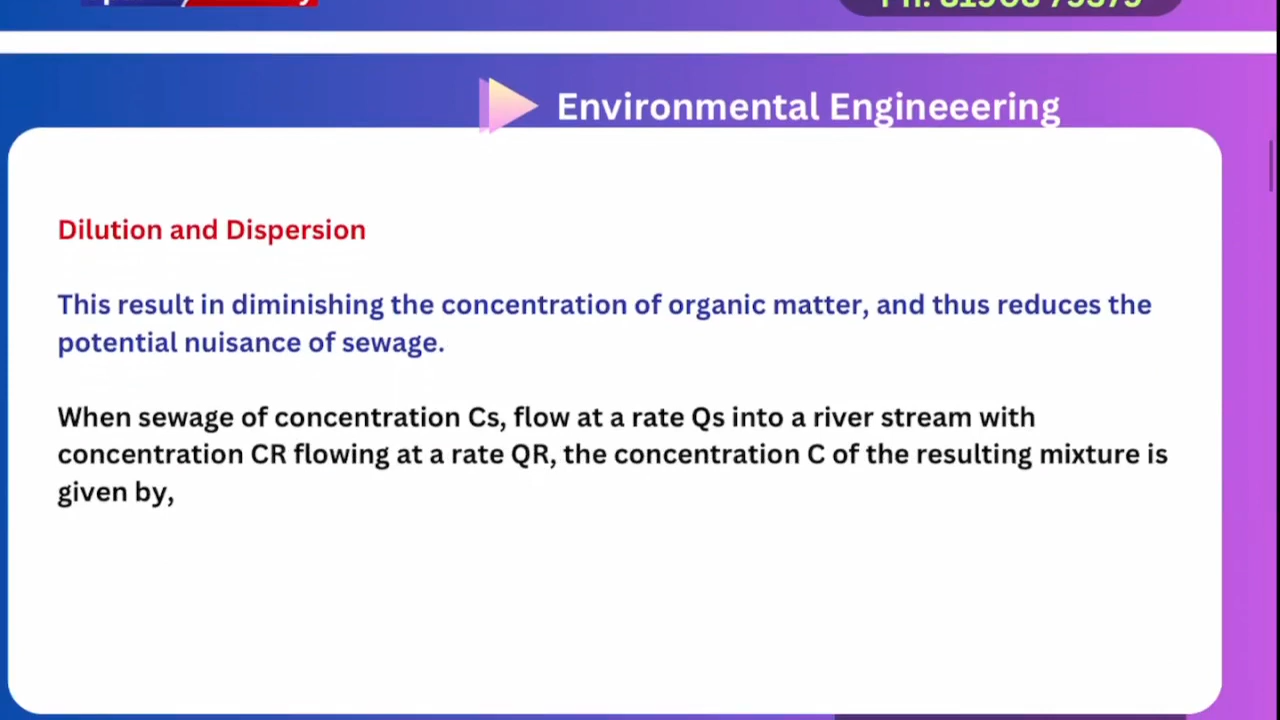 Environmental Engineeering
Dilution and Dispersion
This result in diminishing the concentration of organic matter, and thus reduces the
potential nuisance of sewage.
When sewage of concentration Cs, flow at a rate Qs into a river stream with
concentration CR flowing at a rate QR, the concentration C of the resulting mixture is
given by,